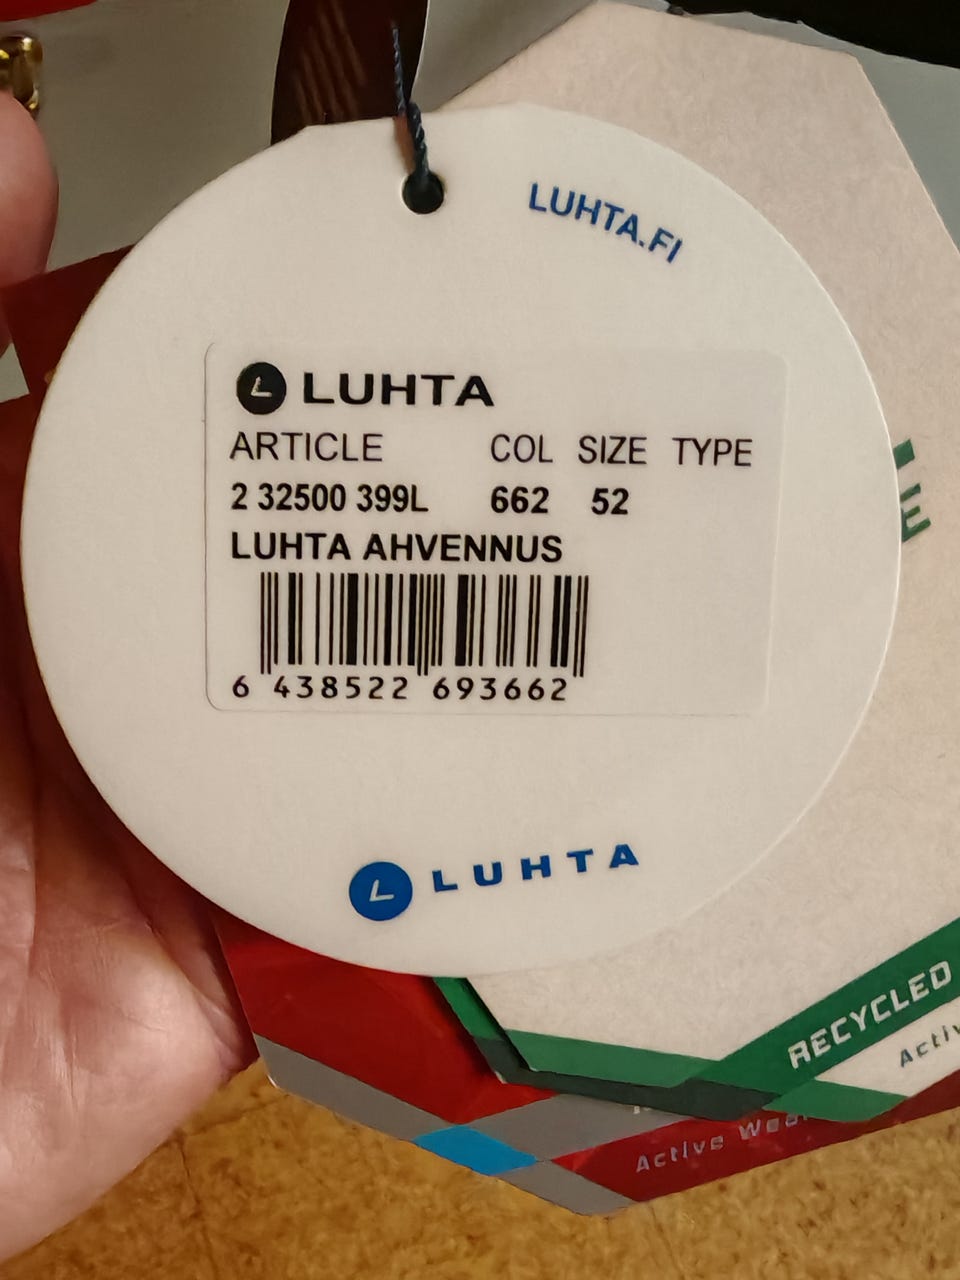 LUHTA.FI
L LUHTA
ARTICLE COL SIZE TYPE
2 32500 399L 662 52
LUHTA AHVENNUS
6 438522 693662
L LUHTA
E
RECYCLED
Active Wear